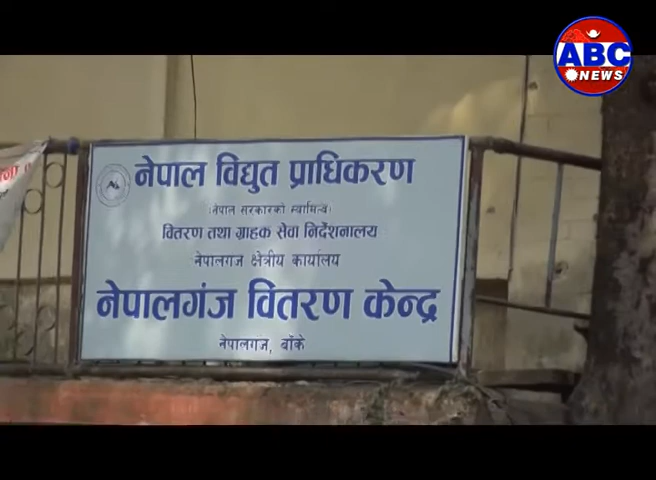 ABC
NEWS
नेपाल विद्युत प्राधिकरण
(नेपाल सरकारको स्वामित्व)
वितरण तथा ग्राहक सेवा निर्देशनालय
नेपालगंज क्षेत्रीय कार्यालय
नेपालगंज वितरण केन्द्र
नेपालगंज, बाँके